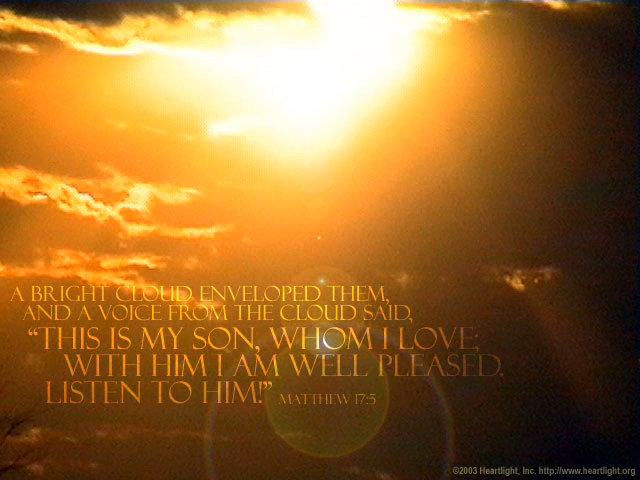 A BRIGHT CLOUD ENVELOPED THEM,
AND A VOICE FROM THE CLOUD SAID,
“THIS IS MY SON, WHOM I LOVE;
WITH HIM I AM WELL PLEASED.
LISTEN TO HIM!” MATTHEW 17:5
©2003 Heartlight, Inc. http://www.heartlight.org